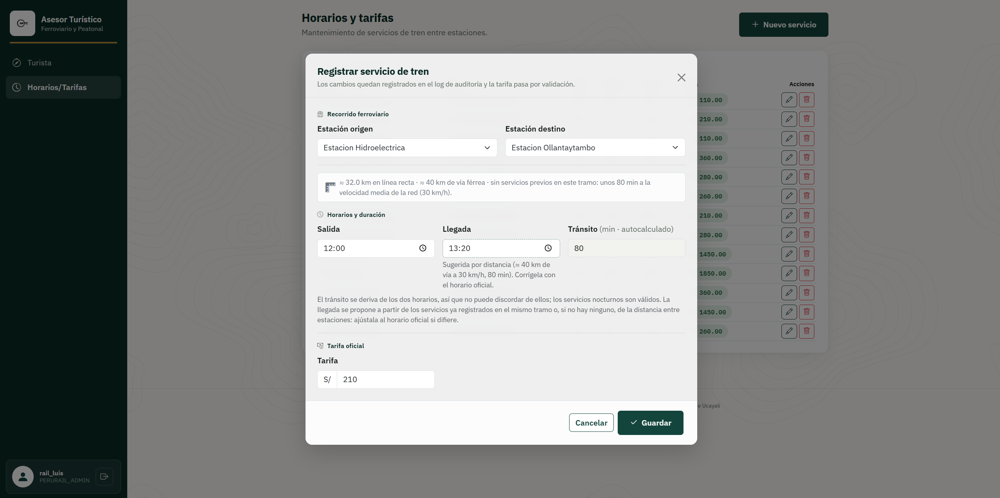 MTC
Asesor Turístico
Ferroviario y Peatonal
Turista
Horarios/Tarifas
rail_luis
PERURAIL_ADMIN
Horarios y tarifas
Mantenimiento de servicios de tren entre estaciones.
+ Nuevo servicio
Registrar servicio de tren
Los cambios quedan registrados en el log de auditoría y la tarifa pasa por validación.
Recorrido ferroviario
Estación origen
Estación destino
Estacion Hidroelectrica
Estacion Ollantaytambo
≈ 32.0 km en línea recta · ≈ 40 km de vía férrea · sin servicios previos en este tramo: unos 80 min a la
velocidad media de la red (30 km/h).
Horarios y duración
Salida
Llegada
Tránsito (min · autocalculado)
12:00
13:20
80
Sugerida por distancia (≈ 40 km de
vía a 30 km/h, 80 min). Corrígela con
el horario oficial.
El tránsito se deriva de los dos horarios, así que no puede discordar de ellos; los servicios nocturnos son válidos. La
llegada se propone a partir de los servicios ya registrados en el mismo tramo o, si no hay ninguno, de la distancia entre
estaciones: ajústala al horario oficial si difiere.
Tarifa oficial
Tarifa
S/ 210
Cancelar
Guardar
Acciones
110.00
210.00
110.00
360.00
280.00
260.00
210.00
280.00
1450.00
1850.00
360.00
1450.00
260.00
e Ucayali